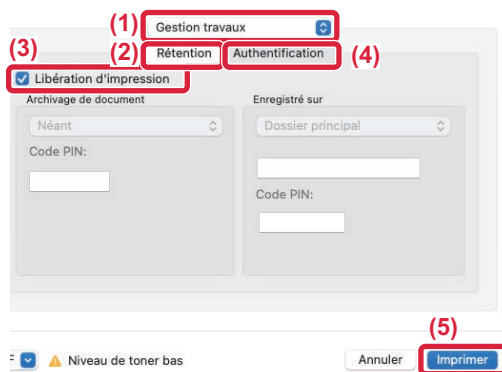 (1) Gestion travaux
(2) Rétention Authentification (4)
(3)
Libération d'impression
Archivage de document
Néant
Code PIN:
Enregistré sur
Dossier principal
Code PIN:
(5)
F Niveau de toner bas Annuler Imprimer